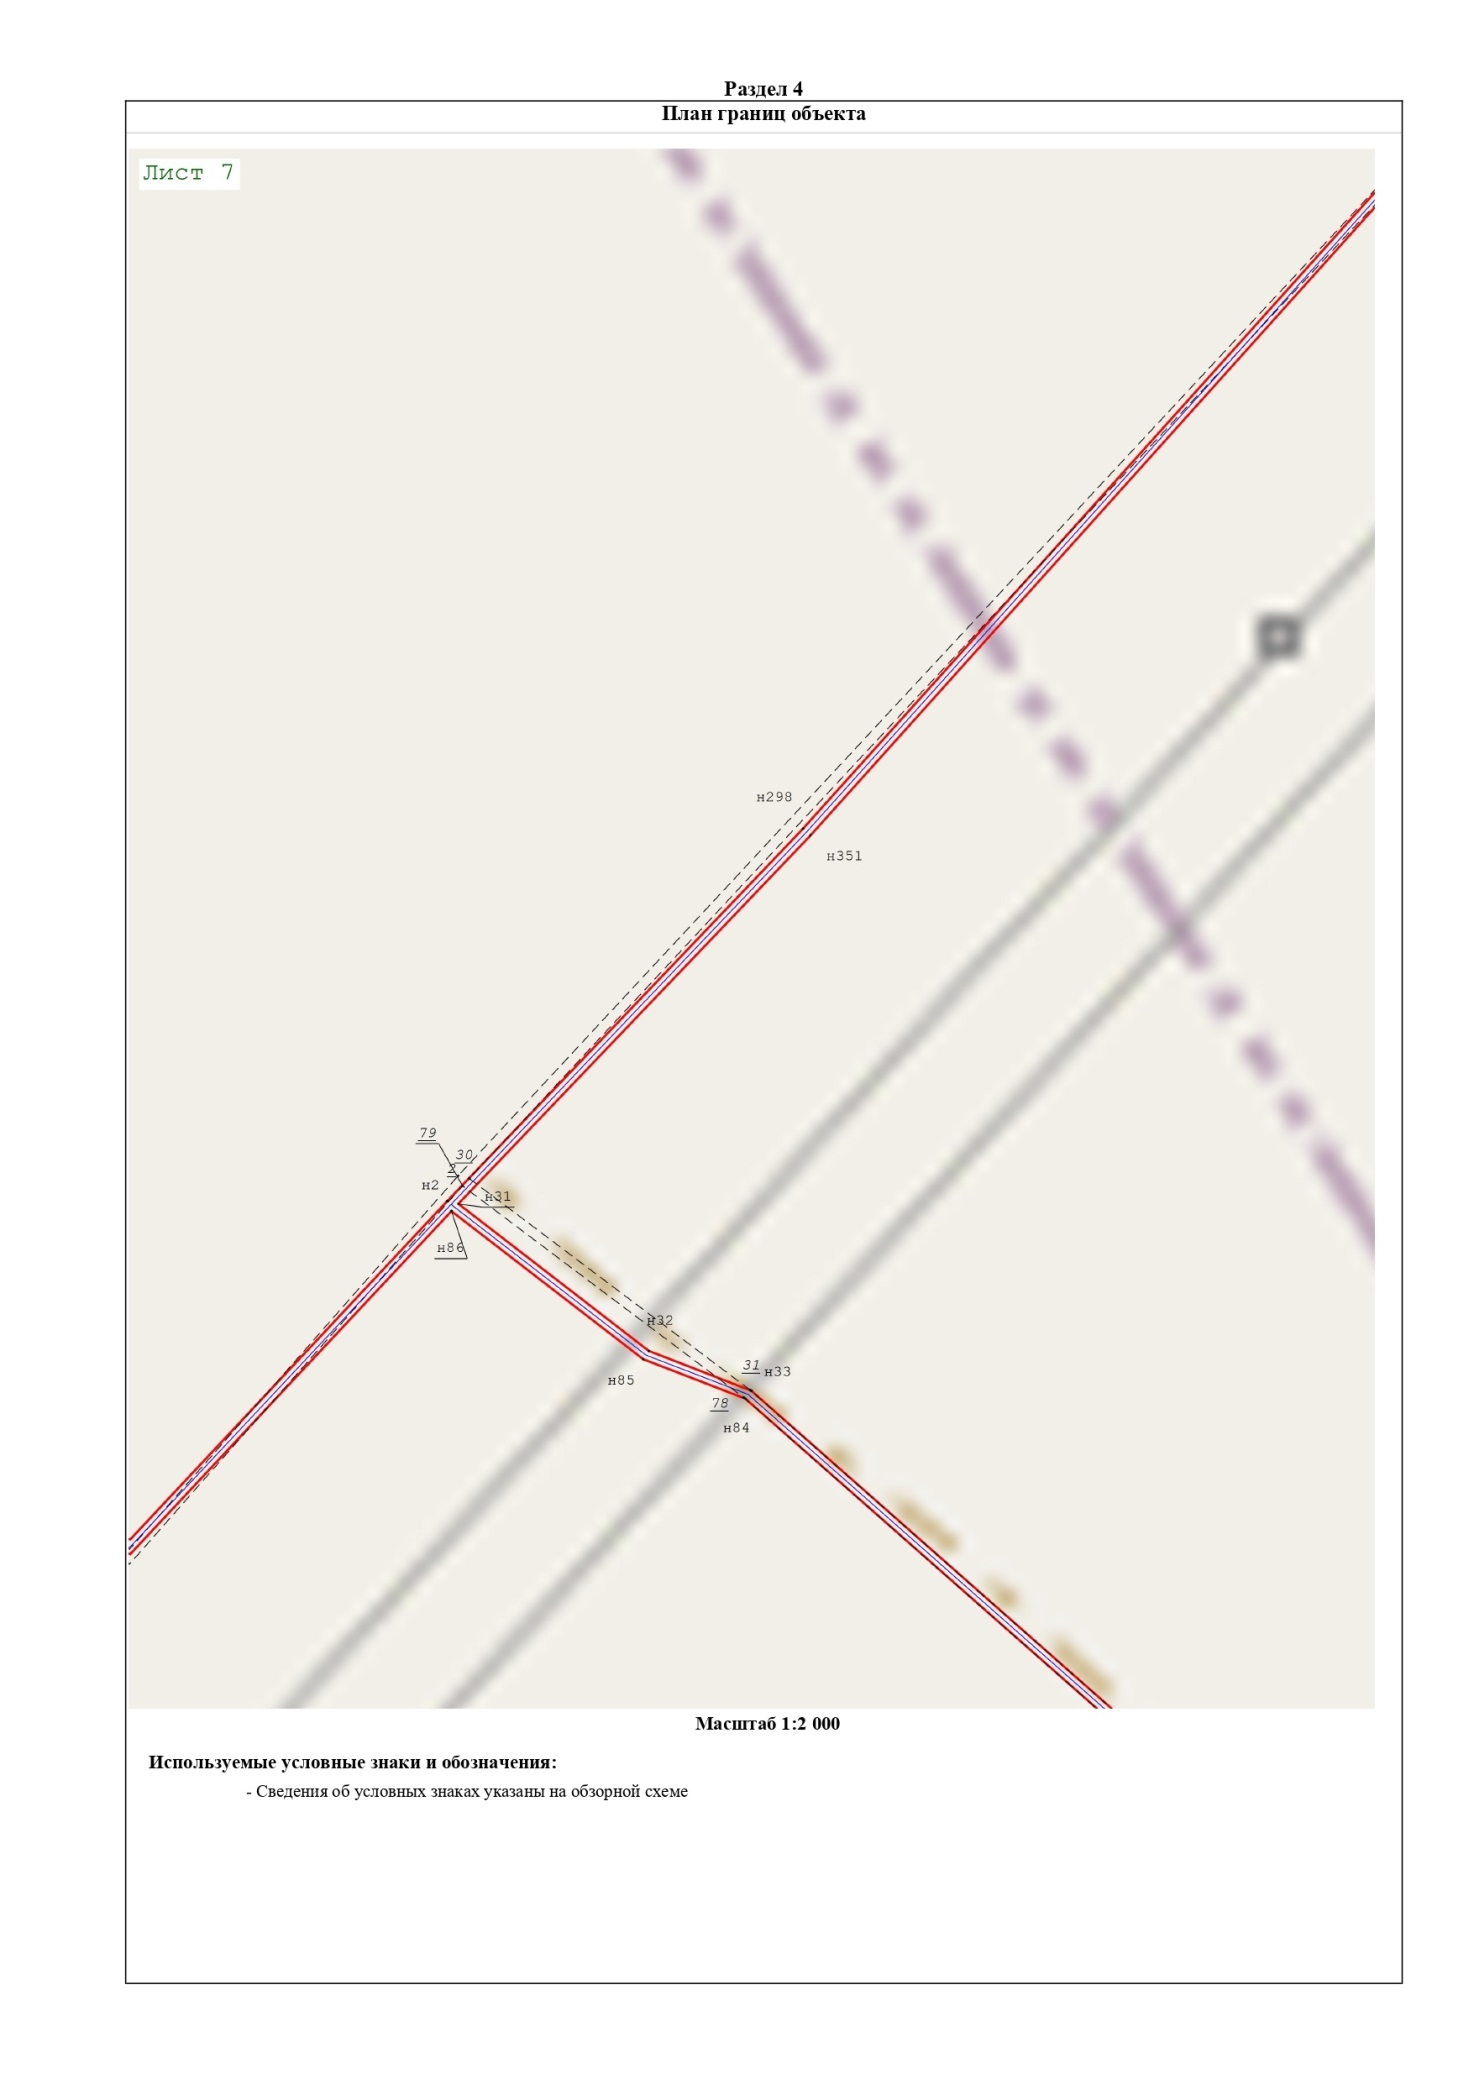 Раздел 4
План границ объекта
Лист 7
н298
н351
79
30
2
н2
н31
н86
н32
31
н33
н85
78
н84
Масштаб 1:2 000
Используемые условные знаки и обозначения:
- Сведения об условных знаках указаны на обзорной схеме